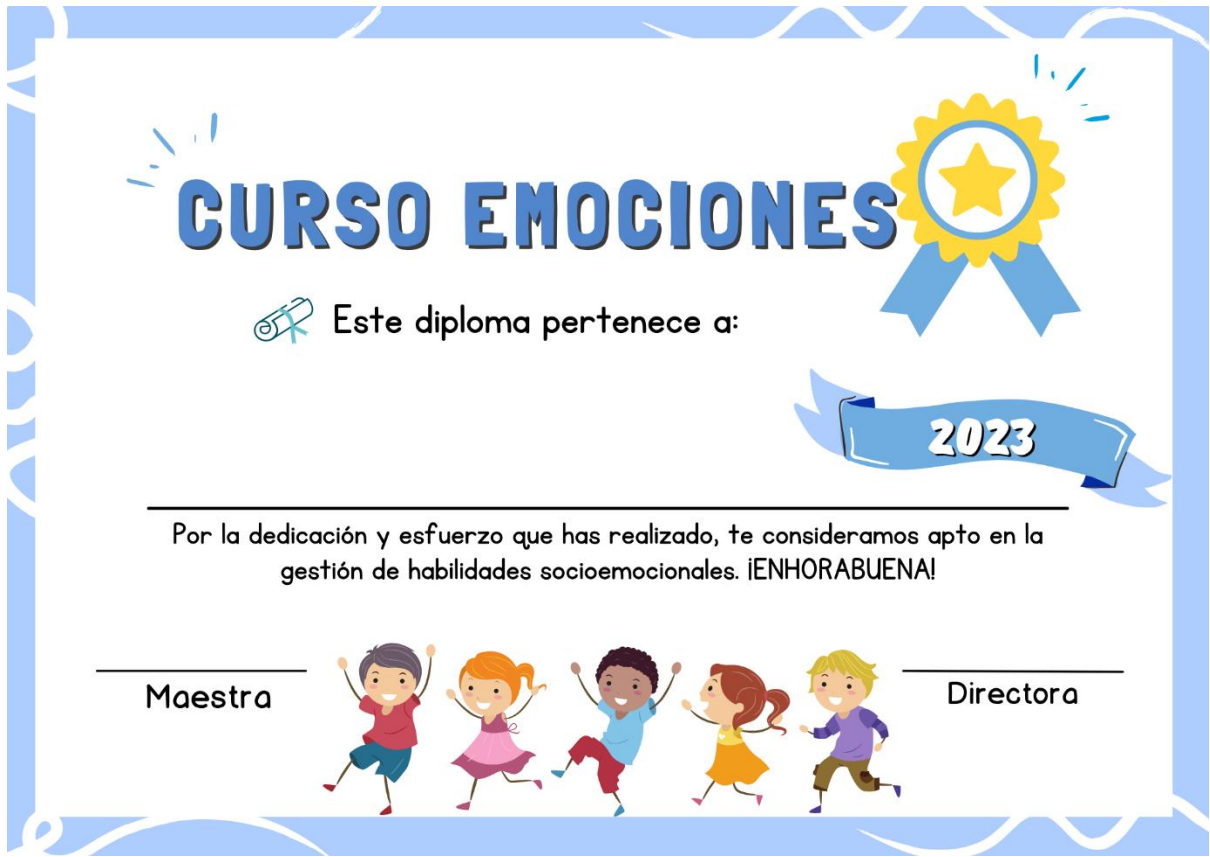 CURSO EMOCIONES
Este diploma pertenece a:
2023
Por la dedicación y esfuerzo que has realizado, te consideramos apto en la
gestión de habilidades socioemocionales. ¡ENHORABUENA!
Maestra
Directora